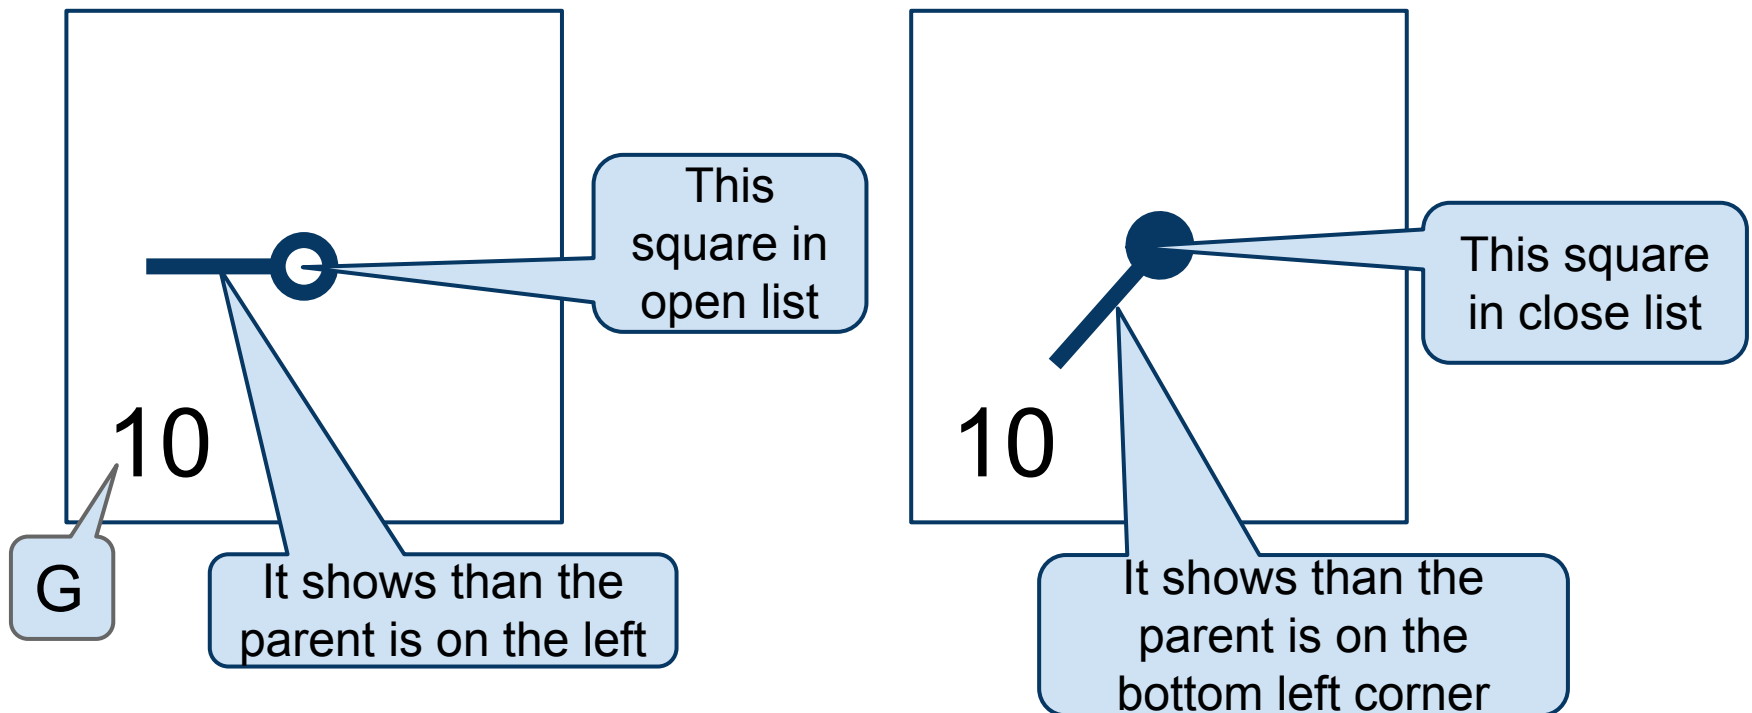 This
square in
open list
10
G
It shows than the
parent is on the left
This square
in close list
10
It shows than the
parent is on the
bottom left corner